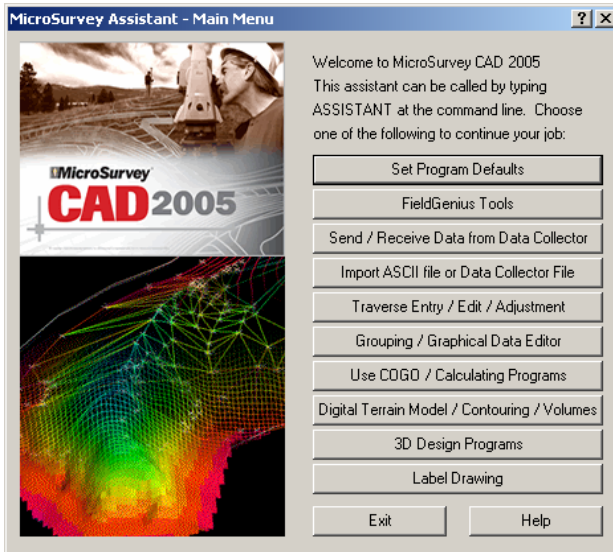 MicroSurvey Assistant - Main Menu
Welcome to MicroSurvey CAD 2005
This assistant can be called by typing
ASSISTANT at the command line. Choose
one of the following to continue your job:
MicroSurvey
CAD 2005
Set Program Defaults
FieldGenius Tools
Send / Receive Data from Data Collector
Import ASCII file or Data Collector File
Traverse Entry / Edit / Adjustment
Grouping / Graphical Data Editor
Use COGO / Calculating Programs
Digital Terrain Model / Contouring / Volumes
3D Design Programs
Label Drawing
Exit
Help